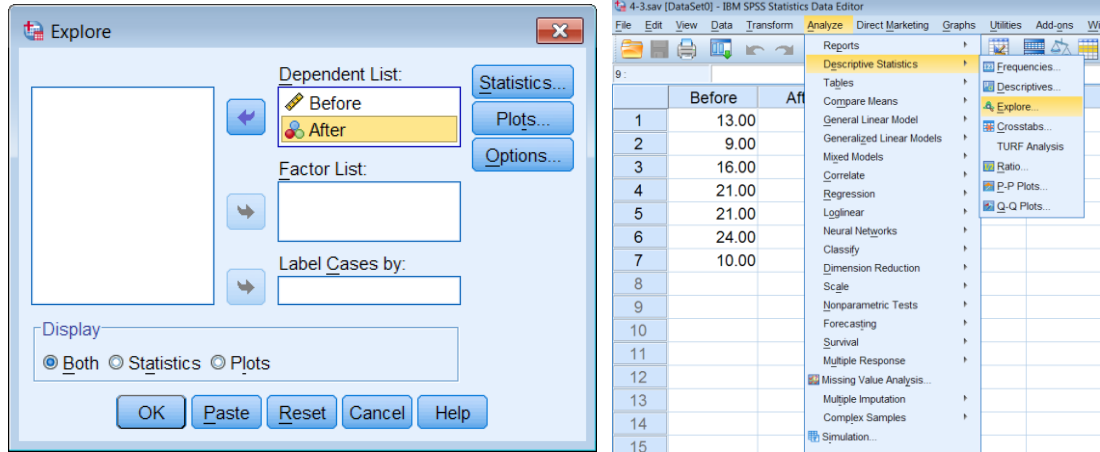 Explore
Dependent List:
Before
After
Statistics...
Plots...
Options...
Factor List:
Label Cases by:
Display
Both Statistics Plots
OK Paste Reset Cancel Help
4-3.sav [DataSet0] - IBM SPSS Statistics Data Editor
File Edit View Data Transform Analyze Direct Marketing Graphs Utilities Add-ons Wi
9 :
Before Aft
1 13.00
2 9.00
3 16.00
4 21.00
5 21.00
6 24.00
7 10.00
8
9
10
11
12
13
14
15
Reports
Descriptive Statistics
Tables
Compare Means
General Linear Model
Generalized Linear Models
Mixed Models
Correlate
Regression
Loglinear
Neural Networks
Classify
Dimension Reduction
Scale
Nonparametric Tests
Forecasting
Survival
Multiple Response
Missing Value Analysis...
Multiple Imputation
Complex Samples
Simulation...
Frequencies...
Descriptives...
Explore...
Crosstabs...
TURF Analysis
Ratio...
P-P Plots...
Q-Q Plots...